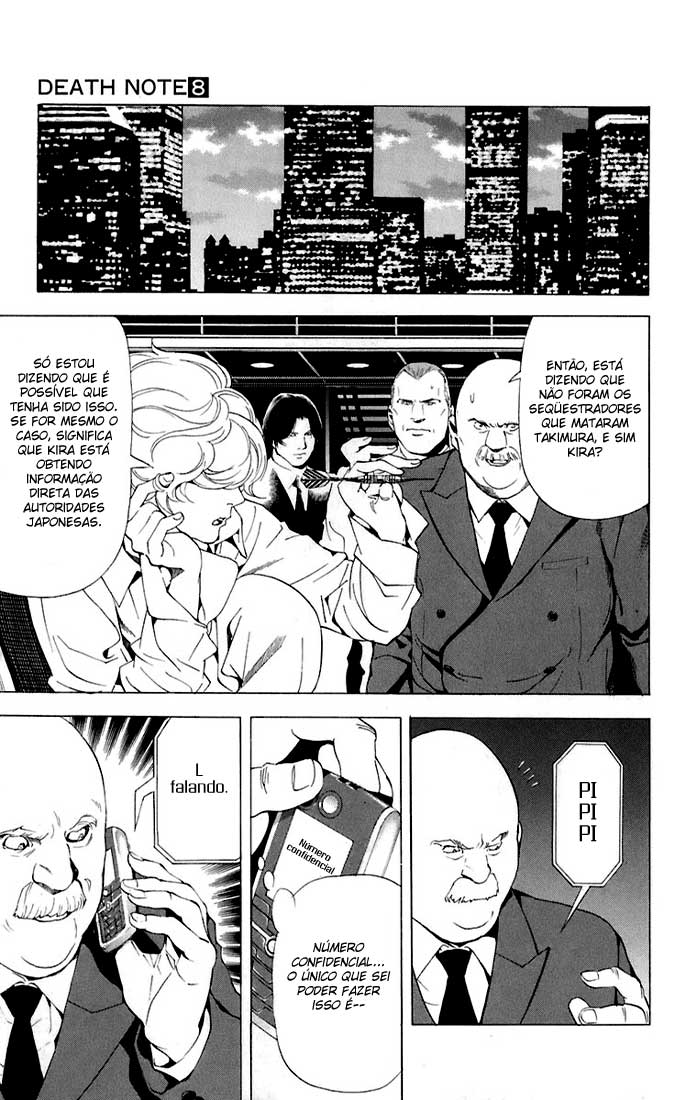 DEATH NOTE 8
ENTÃO, ESTÁ
DIZENDO QUE
NÃO FORAM OS
SEQÜESTRADORES
QUE MATARAM
TAKIMURA, E SIM
KIRA?
SÓ ESTOU
DIZENDO QUE É
POSSÍVEL QUE
TENHA SIDO ISSO.
SE FOR MESMO O
CASO, SIGNIFICA
QUE KIRA ESTÁ
OBTENDO
INFORMAÇÃO
DIRETA DAS
AUTORIDADES
JAPONESAS.
PI
PI
PI
Número
confidencial
NÚMERO
CONFIDENCIAL...
O ÚNICO QUE SEI
PODER FAZER
ISSO É--
L
falando.